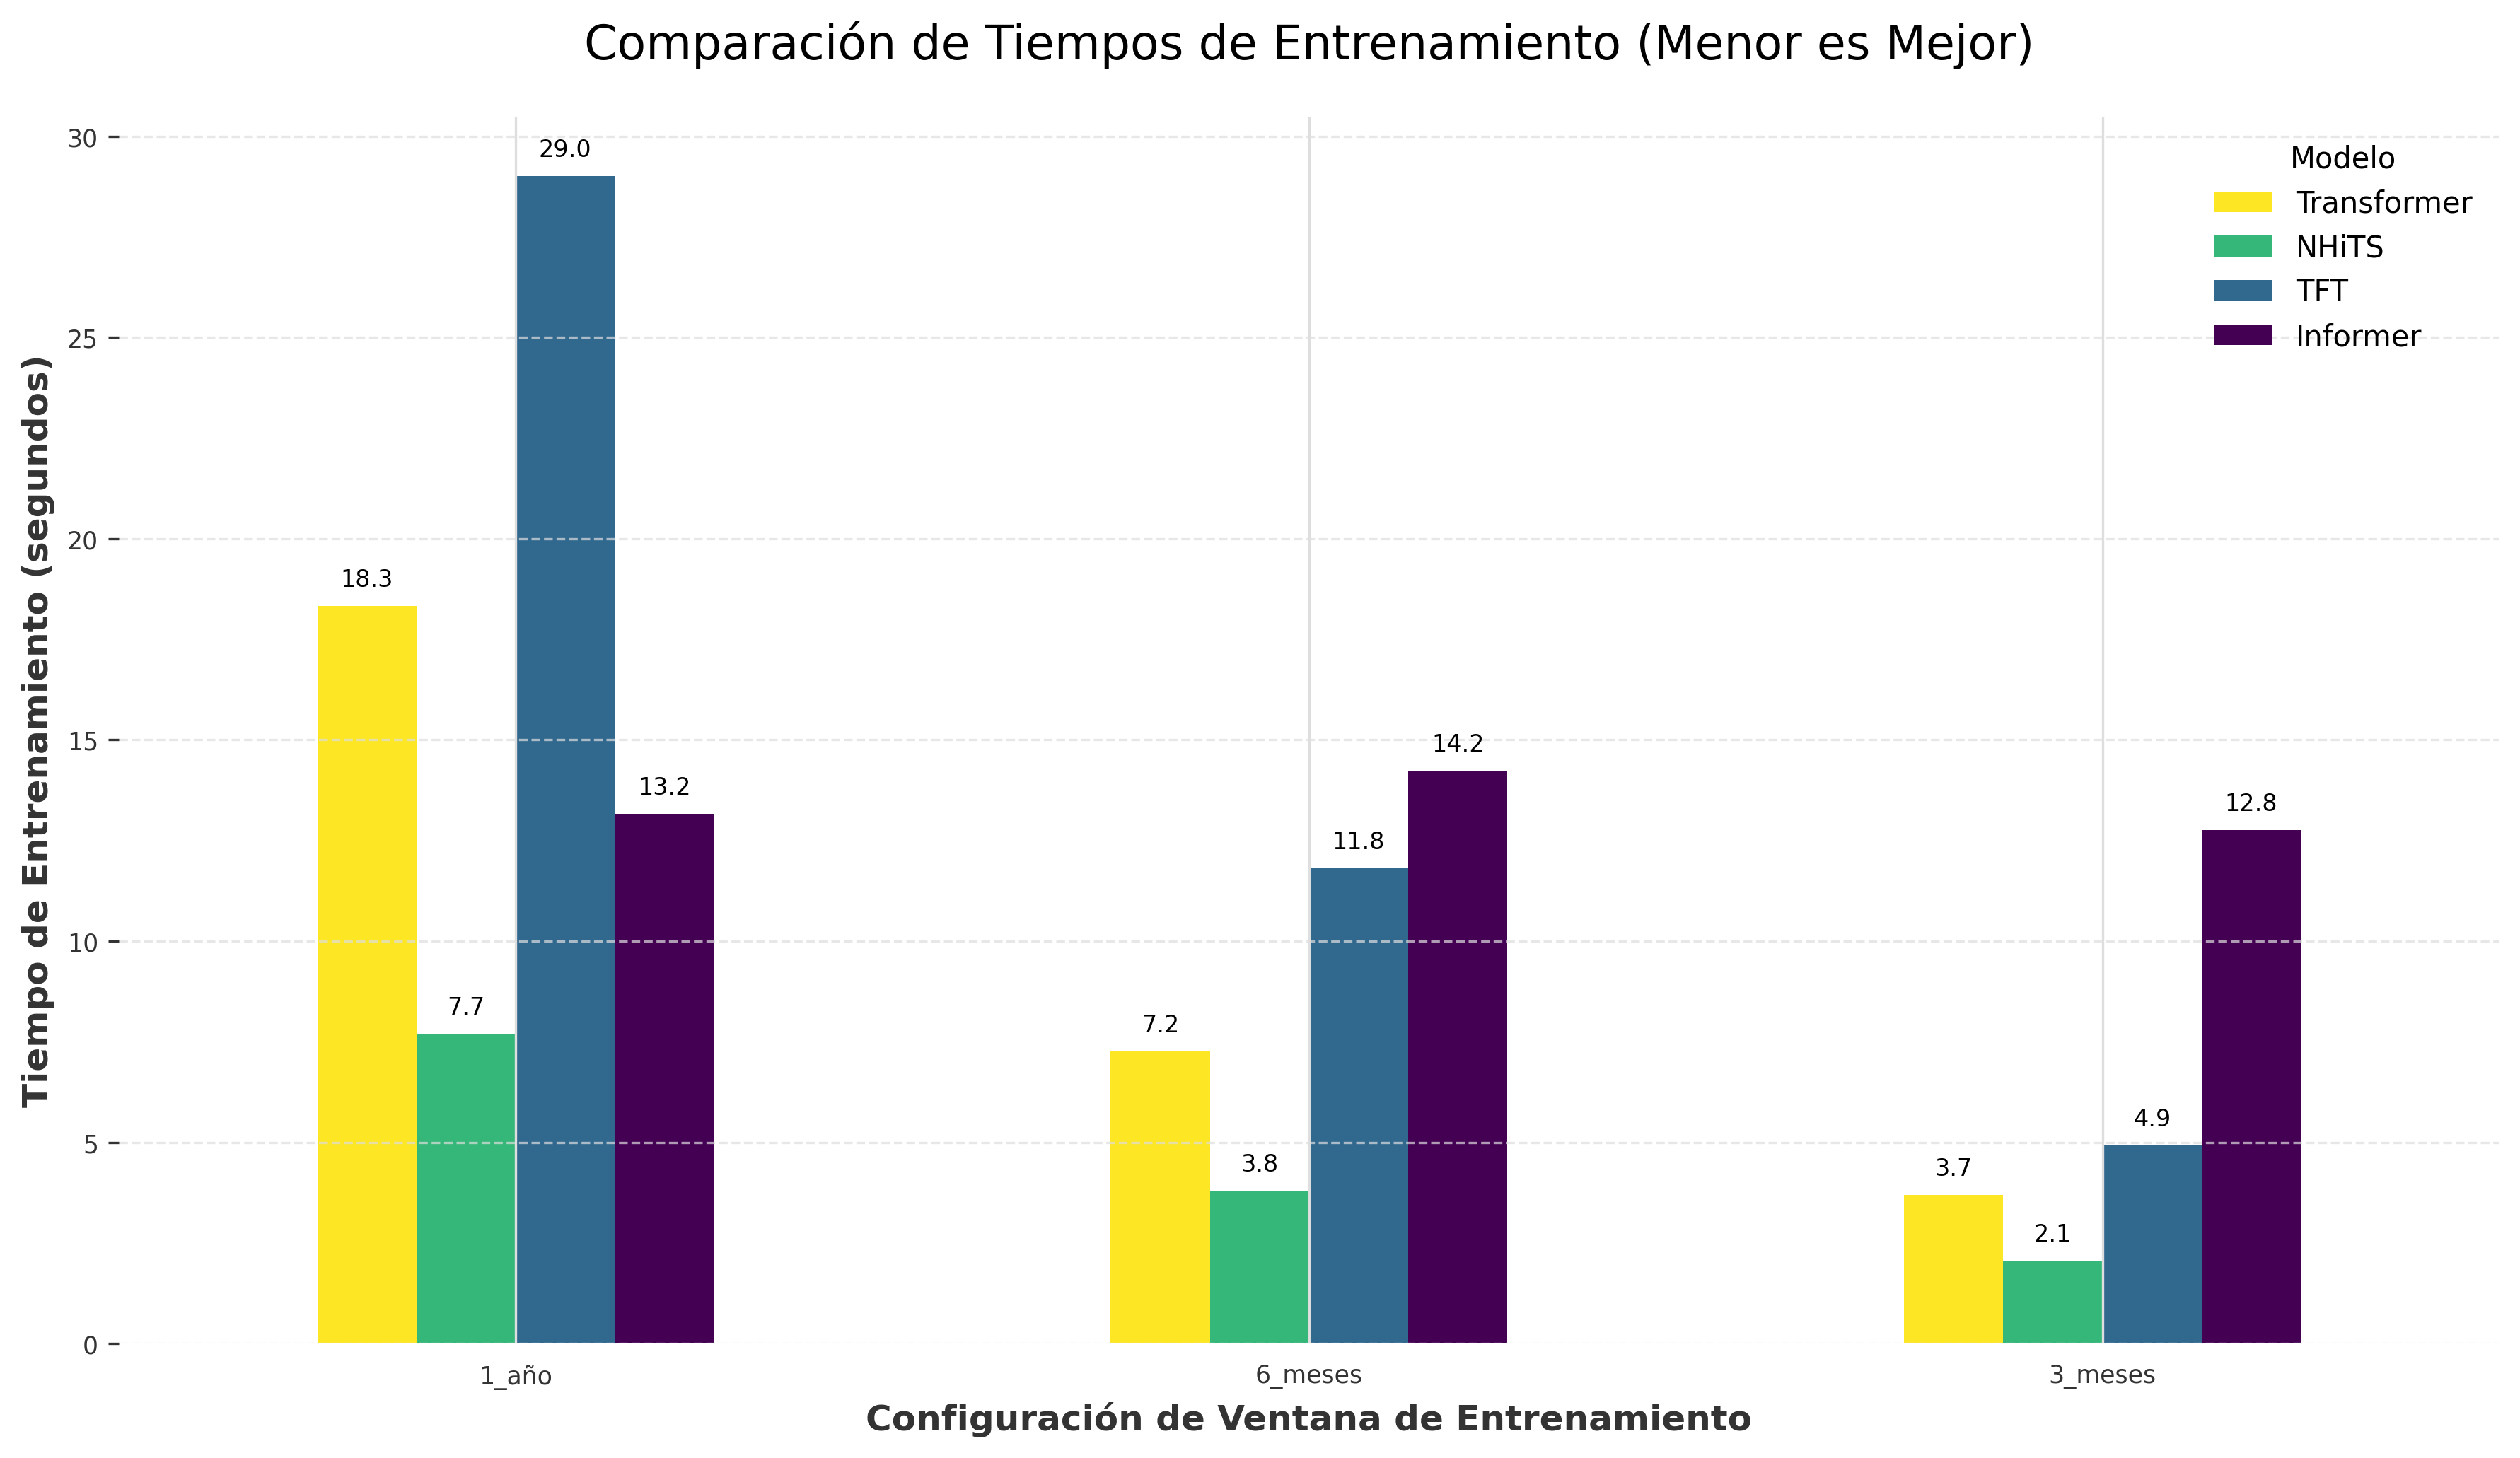 Comparación de Tiempos de Entrenamiento (Menor es Mejor)
Tiempo de Entrenamiento (segundos)
30
25
20
15
10
5
0
18.3
7.7
29.0
13.2
7.2
3.8
11.8
14.2
3.7
2.1
4.9
12.8
Modelo
Transformer
NHiTS
TFT
Informer
1_año
6_meses
3_meses
Configuración de Ventana de Entrenamiento